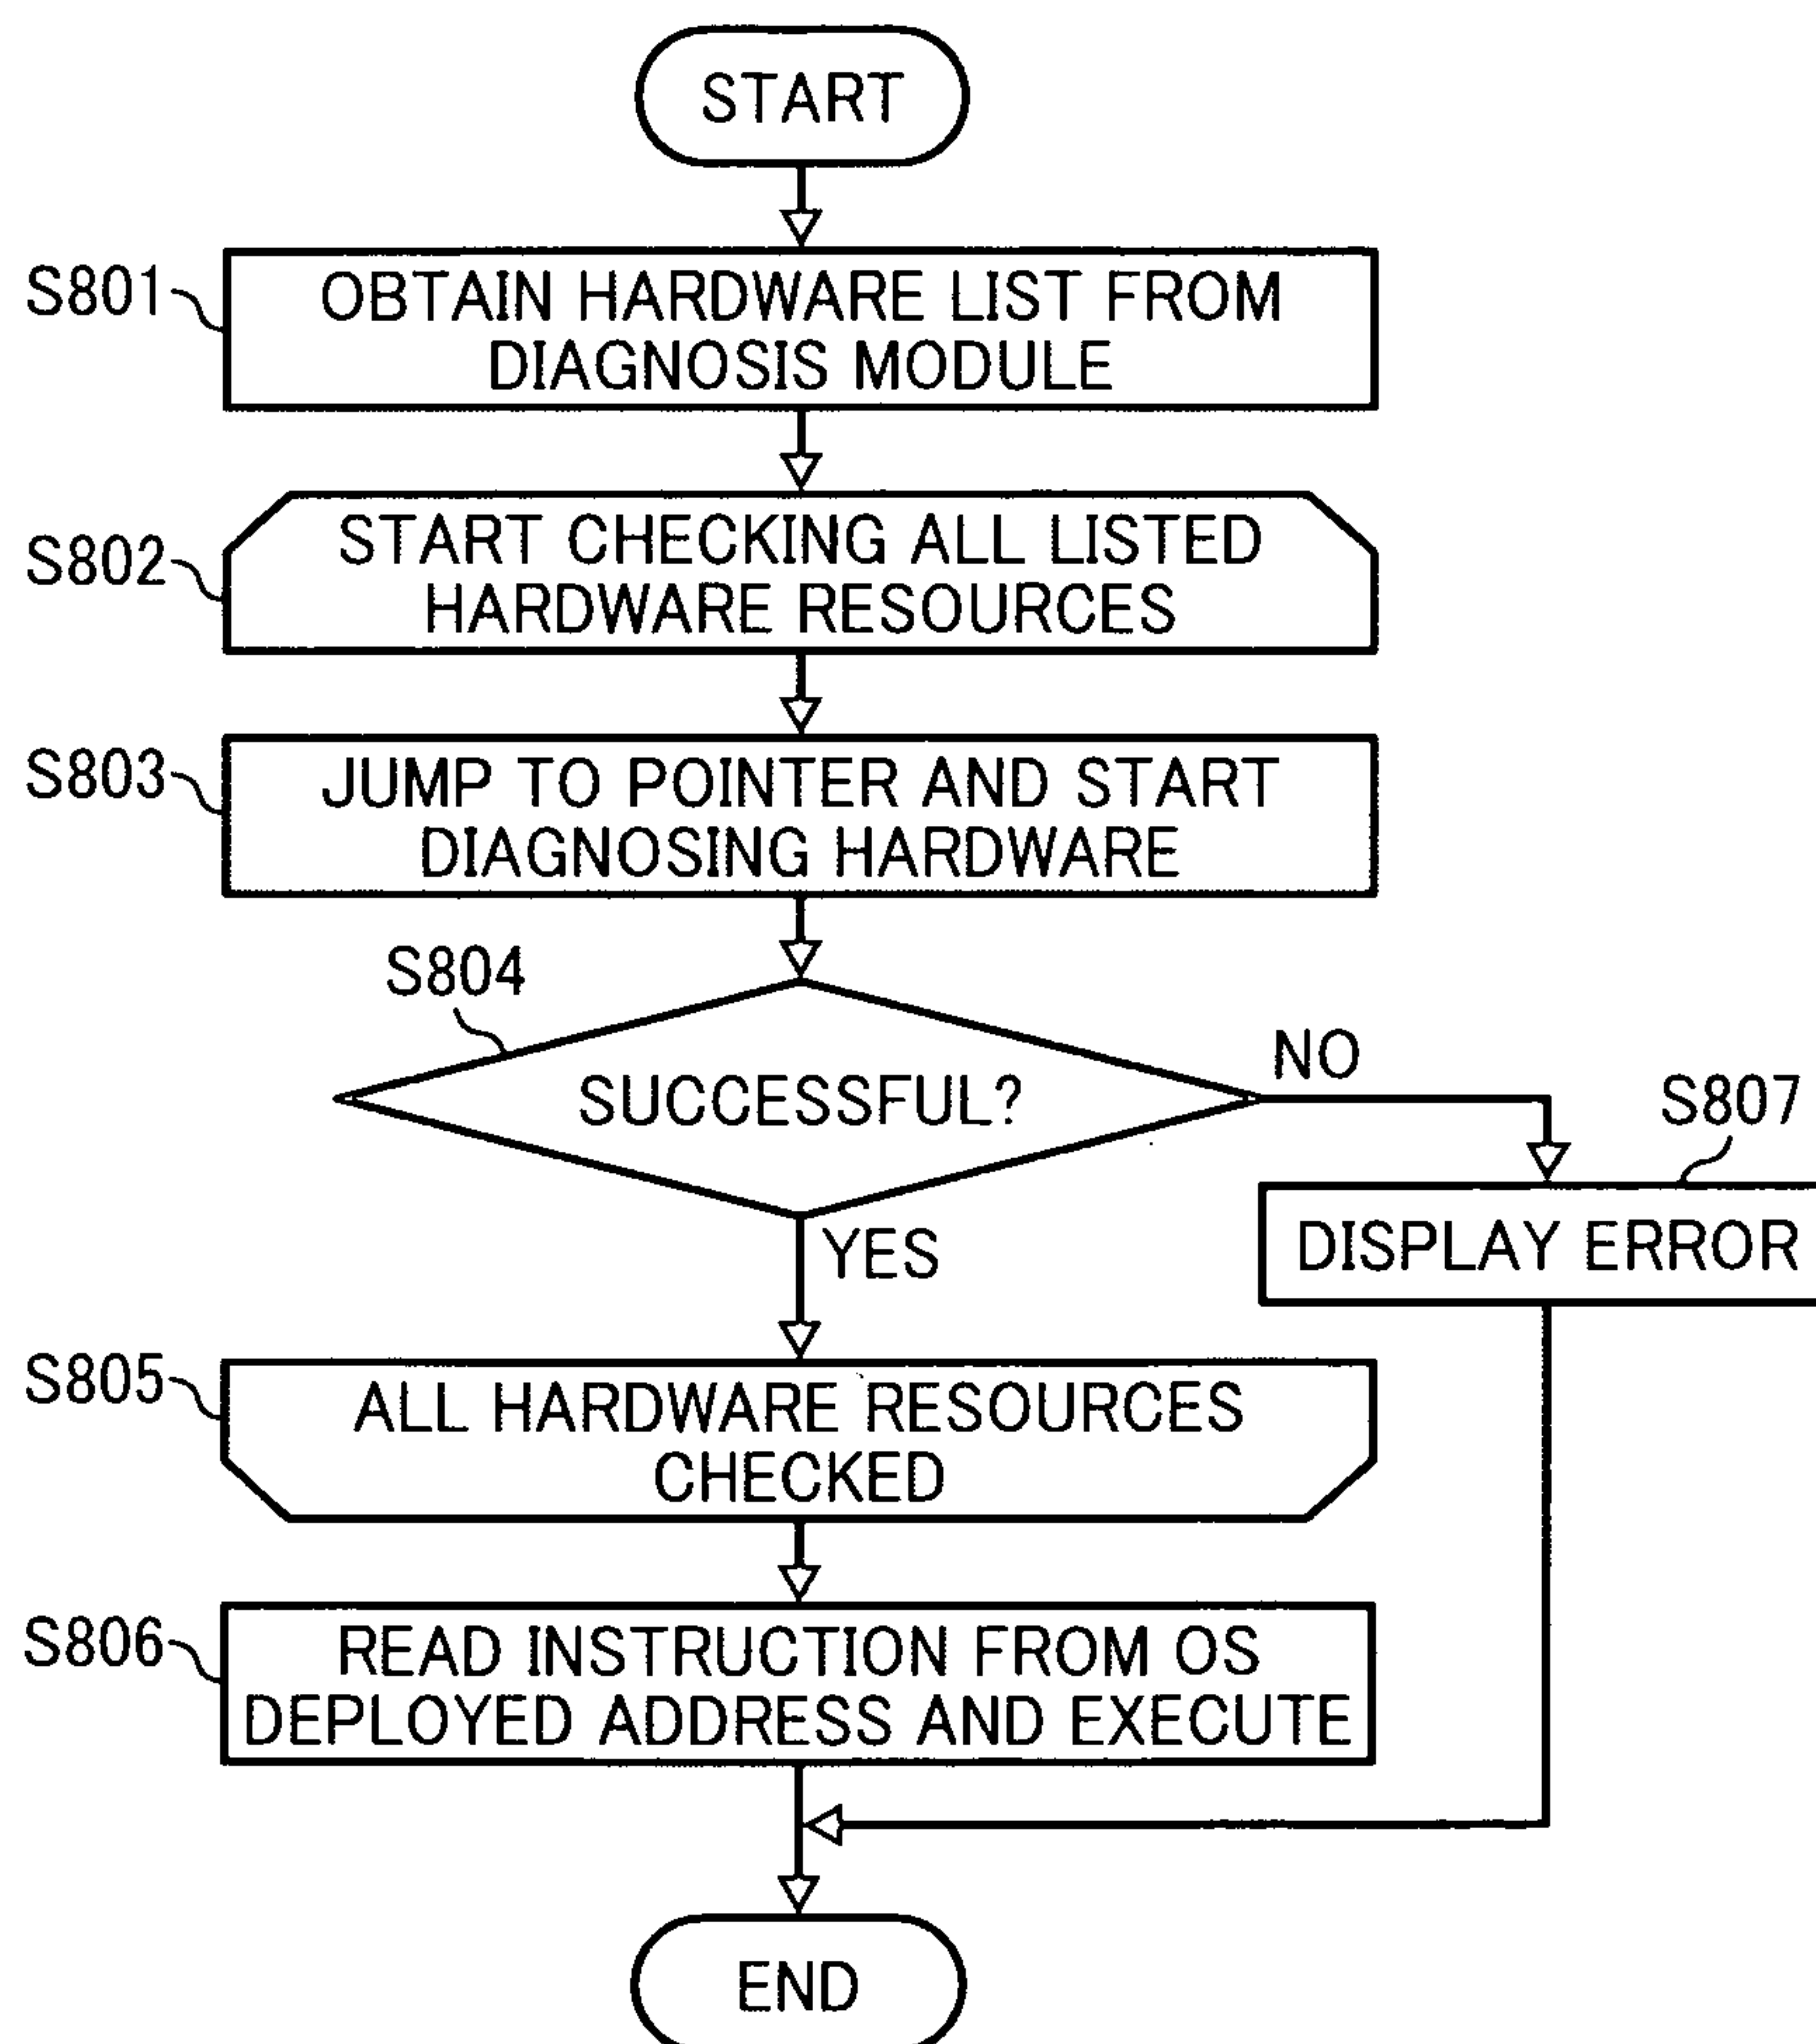 START
S801
OBTAIN HARDWARE LIST FROM
DIAGNOSIS MODULE
S802
START CHECKING ALL LISTED
HARDWARE RESOURCES
S803
JUMP TO POINTER AND START
DIAGNOSING HARDWARE
S804
SUCCESSFUL?
NO
YES
S807
DISPLAY ERROR
S805
ALL HARDWARE RESOURCES
CHECKED
S806
READ INSTRUCTION FROM OS
DEPLOYED ADDRESS AND EXECUTE
END